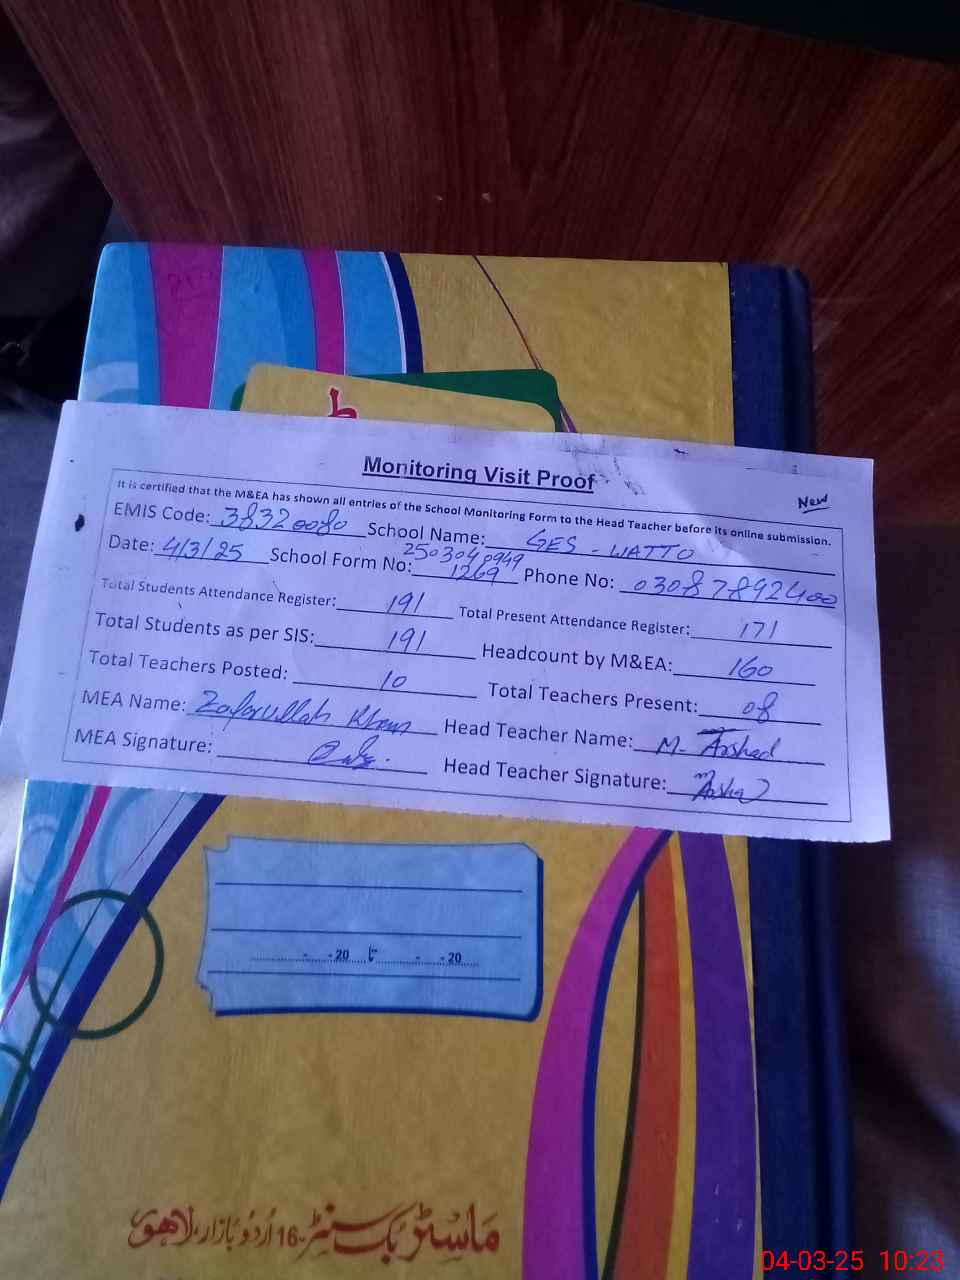 Monitoring Visit Proof
New
It is certified that the M&EA has shown all entries of the School Monitoring Form to the Head Teacher before its online submission.
EMIS Code: 38320080 School Name: GES - WATTO
Date: 4/3/25 School Form No: 2503040949 1269 Phone No: 03087892400
Total Students Attendance Register: 191 Total Present Attendance Register: 171
Total Students as per SIS: 191 Headcount by M&EA: 160
Total Teachers Posted: 10 Total Teachers Present: 08
MEA Name: Zafarullah Khan Head Teacher Name: M. Arshad
MEA Signature: Head Teacher Signature: M Arshad
- -20 تا - -20
ماسٹر بک سنٹر 16-اُردو بازار، لاهور
04-03-25 10:23